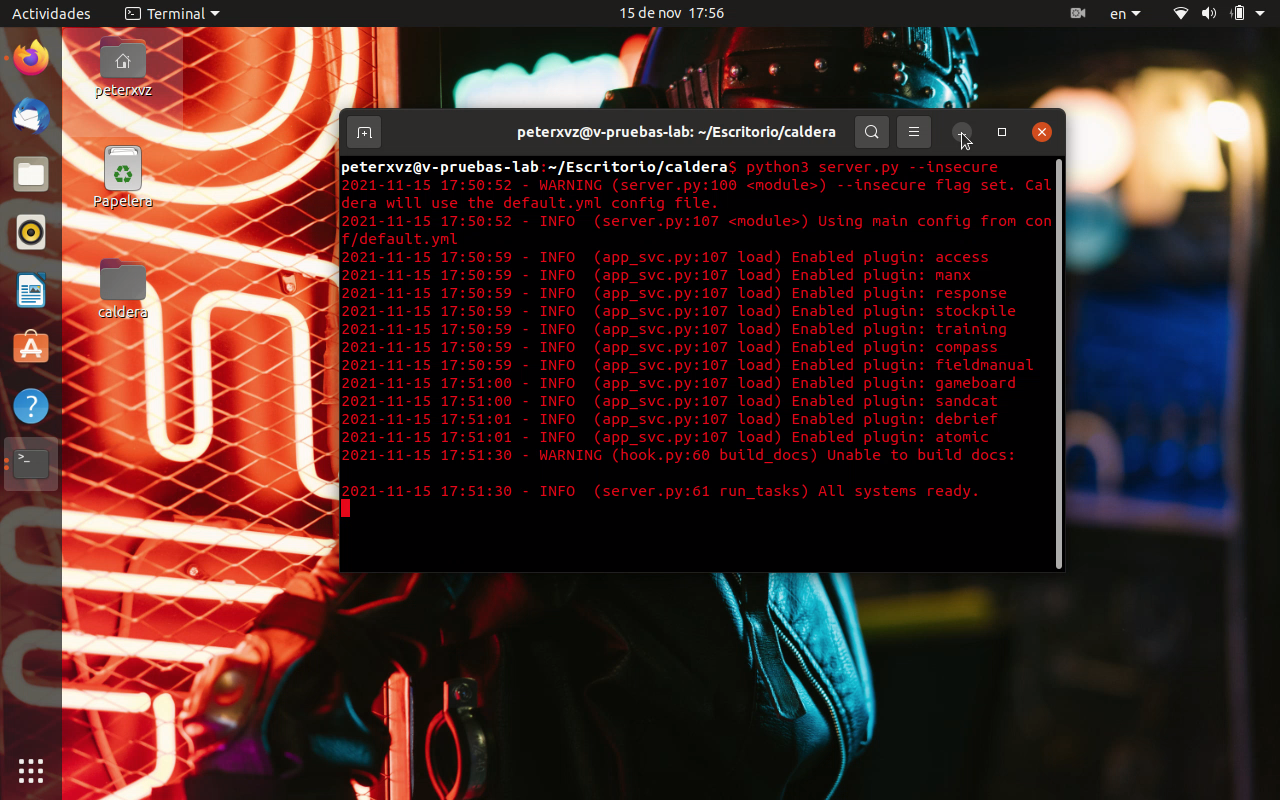 Actividades
Terminal
15 de nov 17:56
en
peterxvz
Papelera
caldera
peterxvz@v-pruebas-lab: ~/Escritorio/caldera
peterxvz@v-pruebas-lab:~/Escritorio/caldera$ python3 server.py --insecure
2021-11-15 17:50:52 - WARNING (server.py:100 <module>) --insecure flag set. Cal
dera will use the default.yml config file.
2021-11-15 17:50:52 - INFO  (server.py:107 <module>) Using main config from con
f/default.yml
2021-11-15 17:50:59 - INFO  (app_svc.py:107 load) Enabled plugin: access
2021-11-15 17:50:59 - INFO  (app_svc.py:107 load) Enabled plugin: manx
2021-11-15 17:50:59 - INFO  (app_svc.py:107 load) Enabled plugin: response
2021-11-15 17:50:59 - INFO  (app_svc.py:107 load) Enabled plugin: stockpile
2021-11-15 17:50:59 - INFO  (app_svc.py:107 load) Enabled plugin: training
2021-11-15 17:50:59 - INFO  (app_svc.py:107 load) Enabled plugin: compass
2021-11-15 17:50:59 - INFO  (app_svc.py:107 load) Enabled plugin: fieldmanual
2021-11-15 17:51:00 - INFO  (app_svc.py:107 load) Enabled plugin: gameboard
2021-11-15 17:51:00 - INFO  (app_svc.py:107 load) Enabled plugin: sandcat
2021-11-15 17:51:01 - INFO  (app_svc.py:107 load) Enabled plugin: debrief
2021-11-15 17:51:01 - INFO  (app_svc.py:107 load) Enabled plugin: atomic
2021-11-15 17:51:30 - WARNING (hook.py:60 build_docs) Unable to build docs:
2021-11-15 17:51:30 - INFO  (server.py:61 run_tasks) All systems ready.